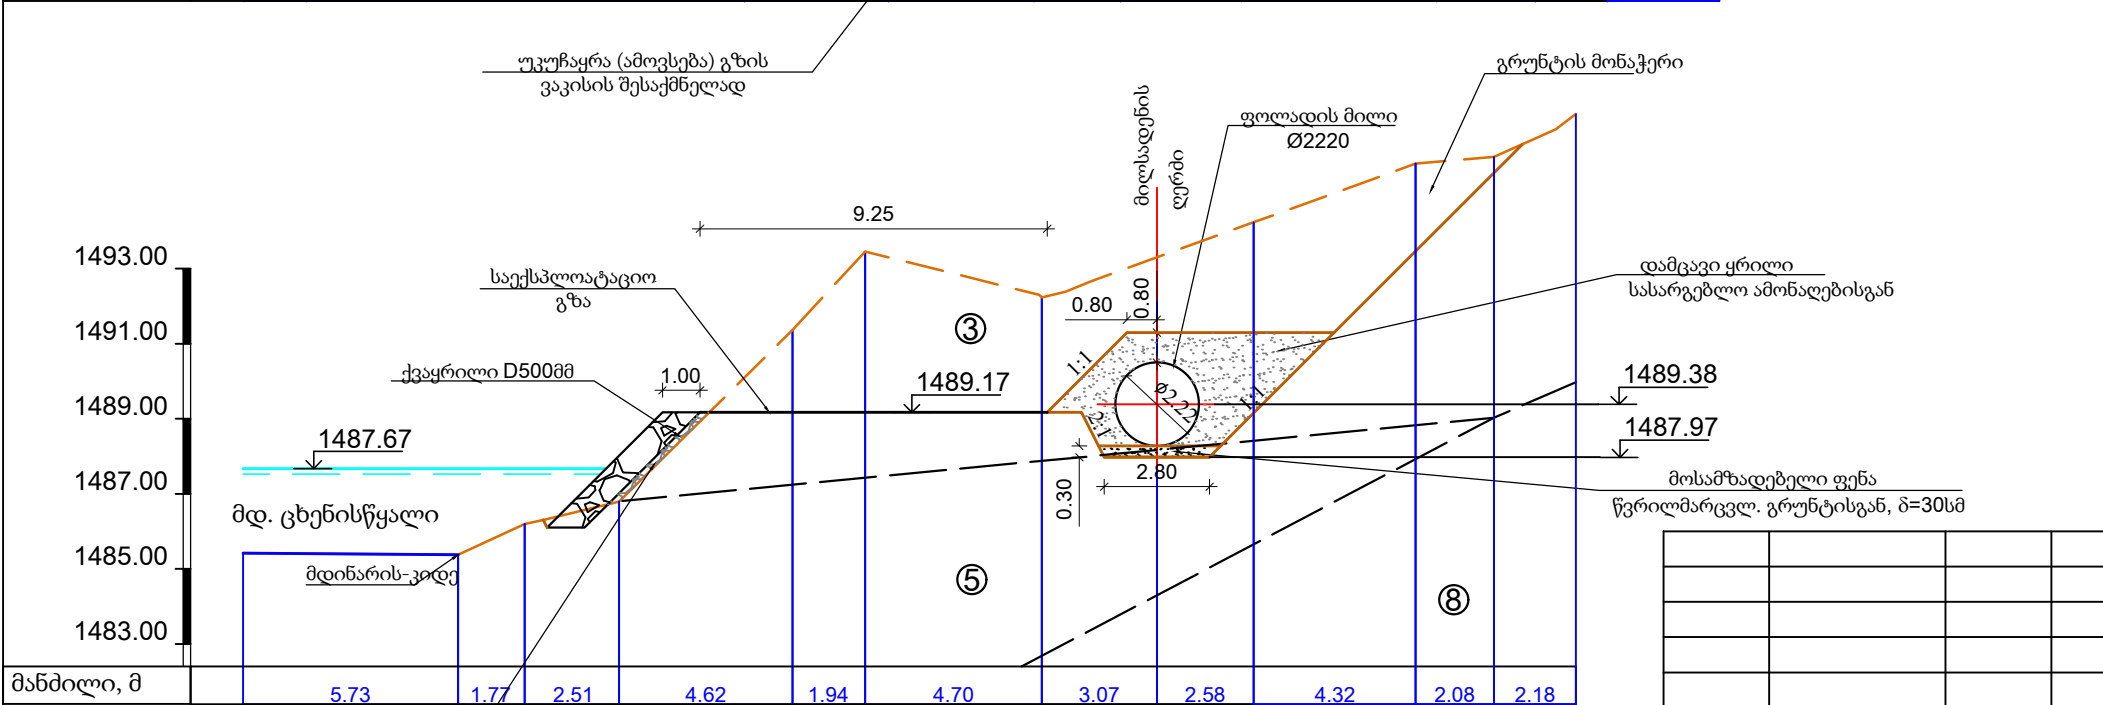 უკუჩაყრა (ამოვსება) გზის
ვაკისის შესაქმნელად
გრუნტის მონაჭერი
მილსადენის
ღერძი
ფოლადის მილი
Ø2220
9.25
1493.00
საექსპლოატაციო
გზა
0.80
0.80
დამცავი ყრილი
სასარგებლო ამონაღებისგან
1491.00
3
1:1
ქვაყრილი D500მმ
1.00
1489.17
ø2.22
1:1
1489.38
1489.00
2:1
1487.67
1487.97
1487.00
0.30
2.80
მოსამზადებელი ფენა
წვრილმარცვლ. გრუნტისგან, δ=30სმ
მდ. ცხენისწყალი
1485.00
მდინარის-კიდე
5
8
1483.00
მანძილი, მ
5.73 1.77 2.51 4.62 1.94 4.70 3.07 2.58 4.32 2.08 2.18